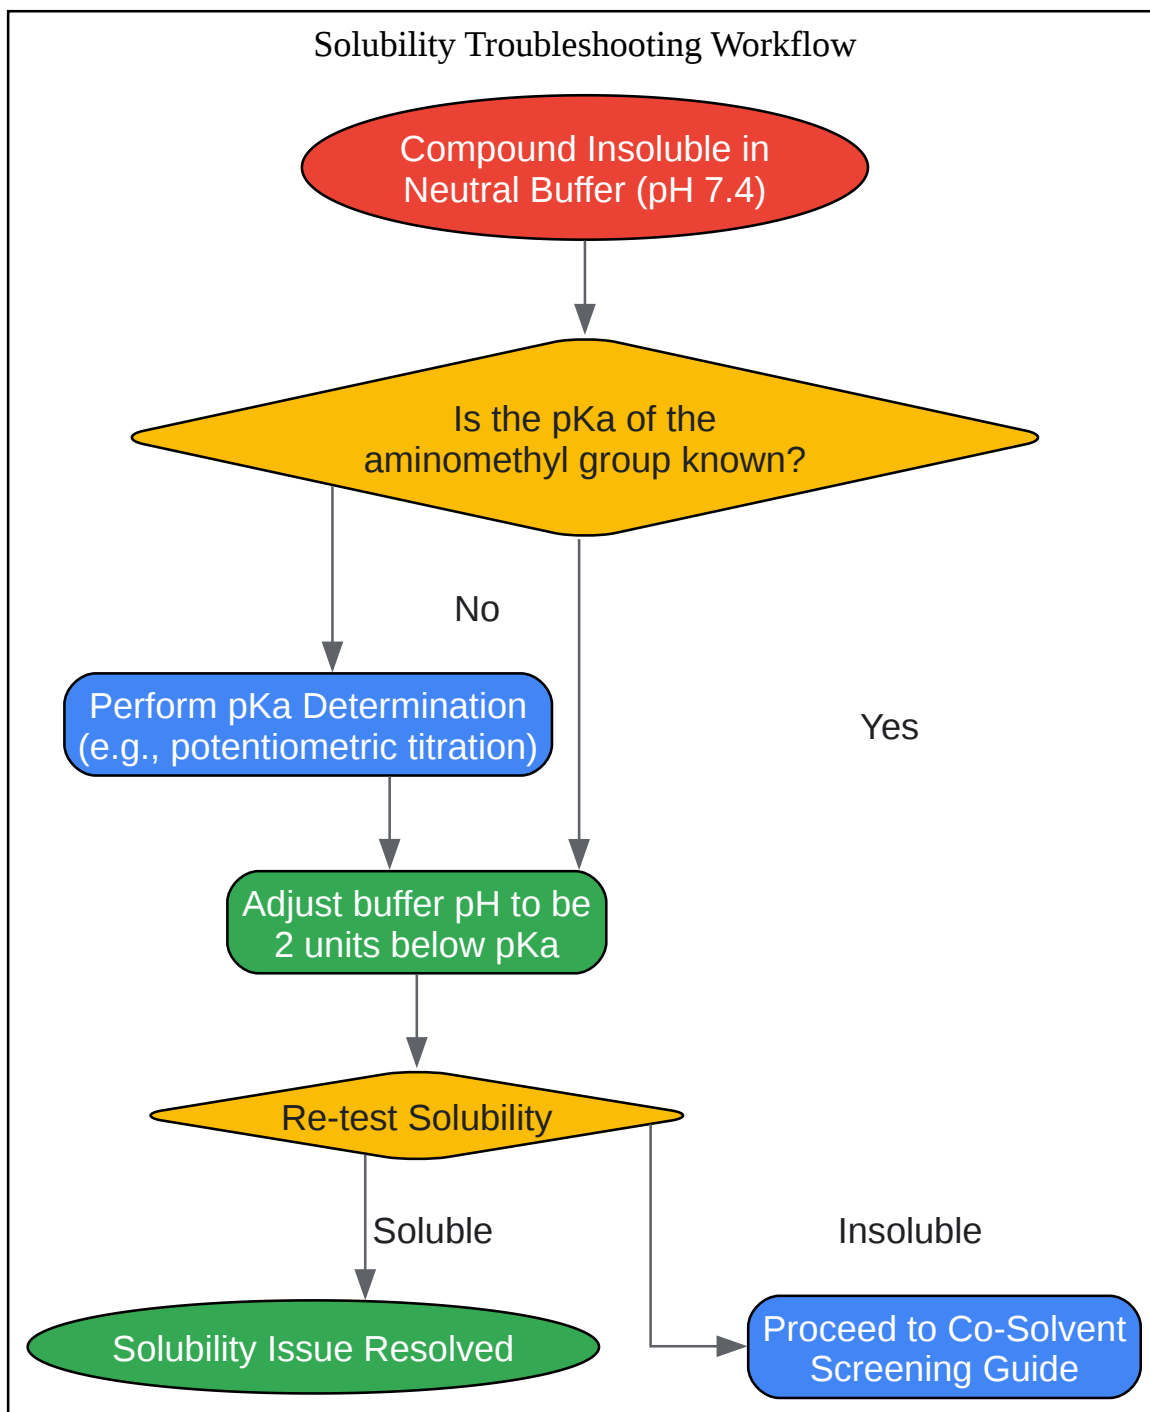 Solubility Troubleshooting Workflow
Compound Insoluble in
Neutral Buffer (pH 7.4)
Is the pKa of the
aminomethyl group known?
No
Perform pKa Determination
(e.g., potentiometric titration)
Yes
Adjust buffer pH to be
2 units below pKa
Re-test Solubility
Soluble
Insoluble
Solubility Issue Resolved
Proceed to Co-Solvent
Screening Guide